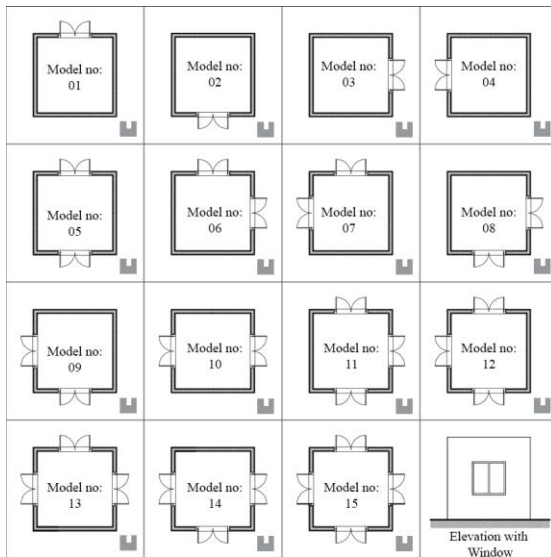 Model no:
01
Model no:
02
Model no:
03
Model no:
04
Model no:
05
Model no:
06
Model no:
07
Model no:
08
Model no:
09
Model no:
10
Model no:
11
Model no:
12
Model no:
13
Model no:
14
Model no:
15
Elevation with
Window